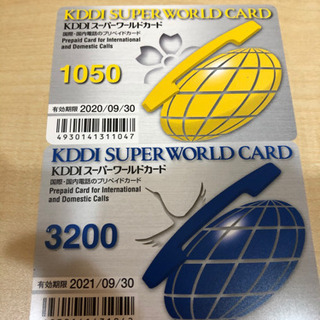 KDDI SUPER WORLD CARD
KDDIスーパーワールドカード
国際・国内電話のプリペイドカード
Prepaid Card for International
and Domestic Calls
1050
有効期限 2020/09/30
4930141311047
KDDI SUPER WORLD CARD
KDDIスーパーワールドカード
国際・国内電話のプリペイドカード
Prepaid Card for International
and Domestic Calls
3200
有効期限 2021/09/30